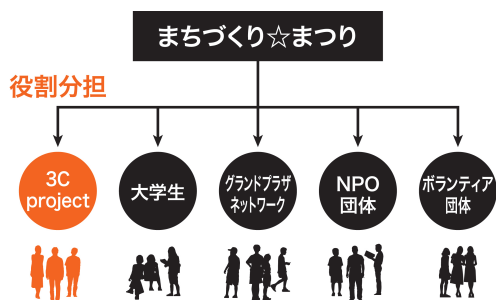 まちづくり☆まつり
役割分担
3C
project
大学生
グランドプラザ
ネットワーク
NPO
団体
ボランティア
団体